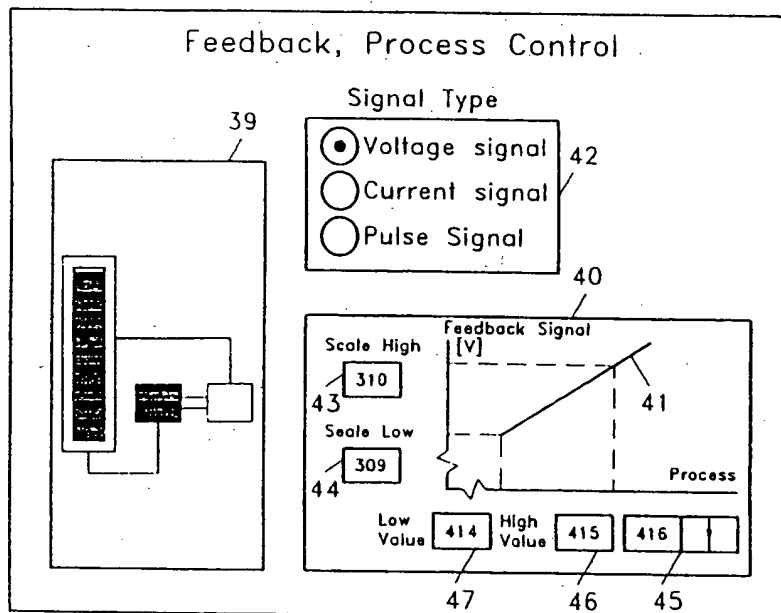 Feedback, Process Control
Signal Type
39
Voltage signal
42
Current signal
Pulse Signal
40
Feedback Signal
Scale High
[V]
310
43
41
Seale Low
309
44
Process
Low Value
414
High Value
415
416
47
46
45